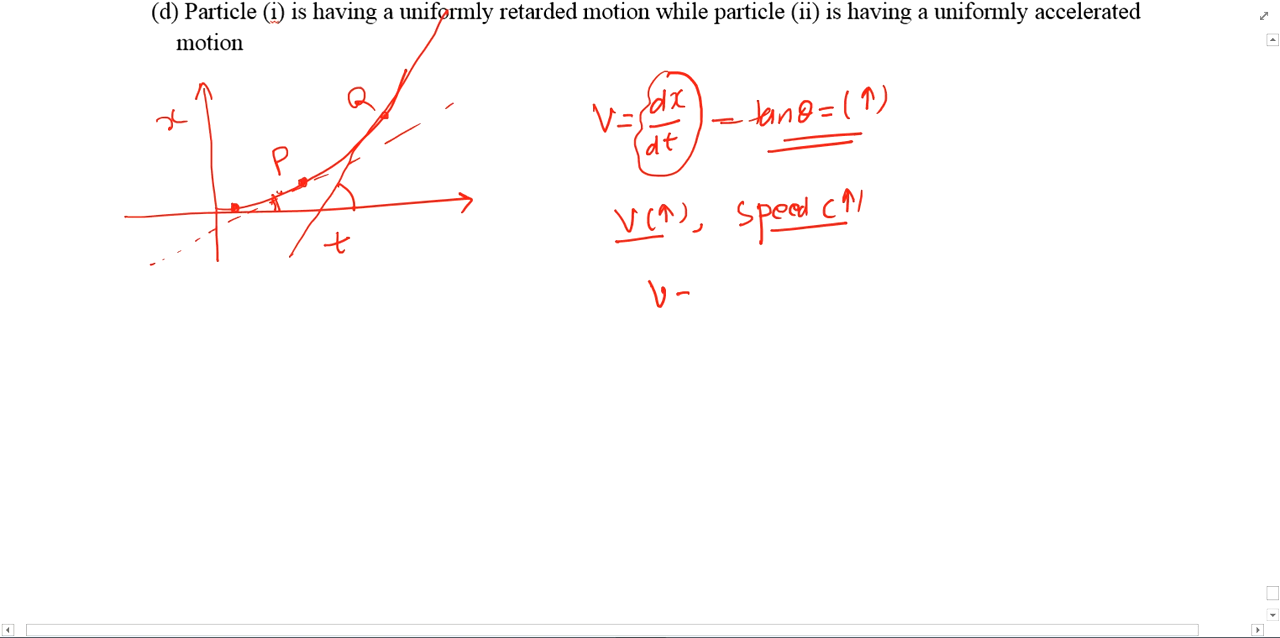 (d) Particle (i) is having a uniformly retarded motion while particle (ii) is having a uniformly accelerated
motion
x
Q
P
t
V = { dx/dt } = tanθ = (↑)
V(↑), speed (↑)
V -